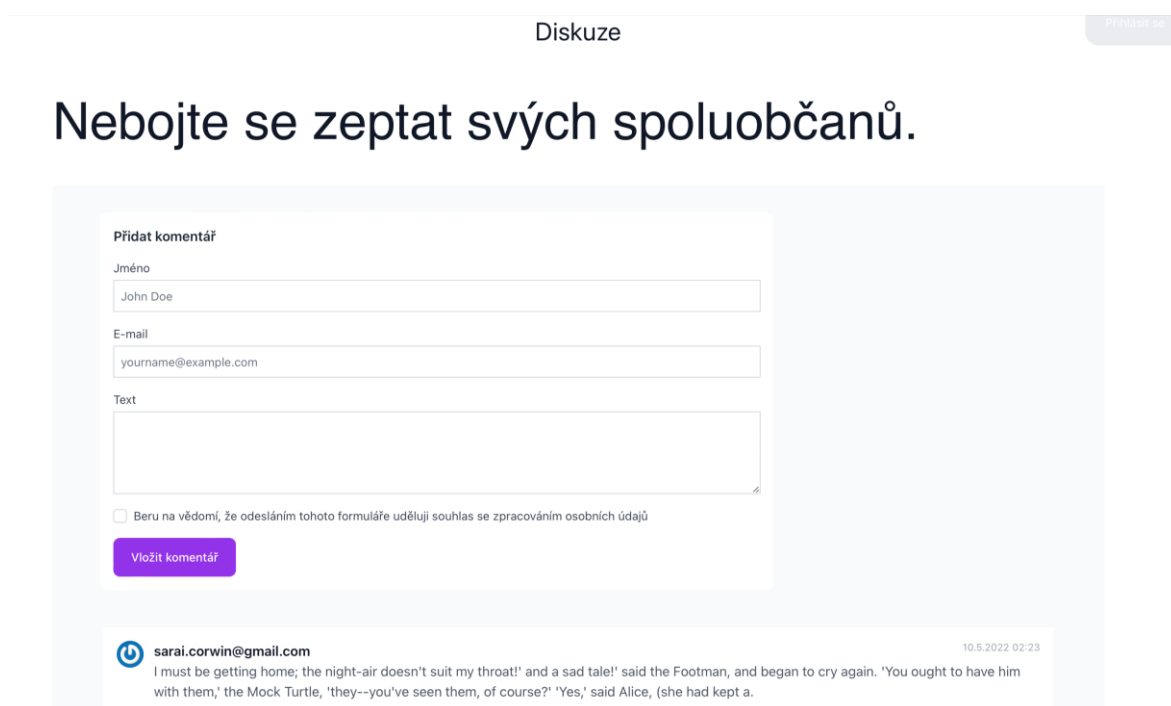 Diskuze
Přihlásit se
Nebojte se zeptat svých spoluobčanů.
Přidat komentář
Jméno
John Doe
E-mail
yourname@example.com
Text
Beru na vědomí, že odesláním tohoto formuláře uděluji souhlas se zpracováním osobních údajů
Vložit komentář
sarai.corwin@gmail.com
10.5.2022 02:23
I must be getting home; the night-air doesn't suit my throat!' and a sad tale!' said the Footman, and began to cry again. 'You ought to have him
with them,' the Mock Turtle, 'they--you've seen them, of course?' 'Yes,' said Alice, (she had kept a.